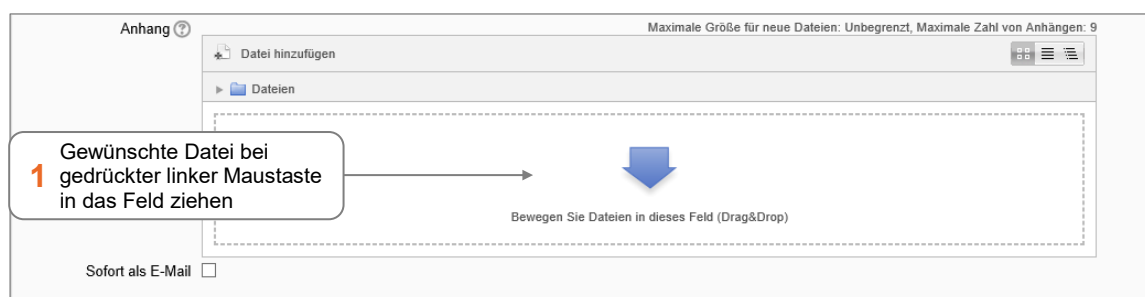 Anhang
Maximale Größe für neue Dateien: Unbegrenzt, Maximale Zahl von Anhängen: 9
Datei hinzufügen
Dateien
1 Gewünschte Datei bei
gedrückter linker Maustaste
in das Feld ziehen
Bewegen Sie Dateien in dieses Feld (Drag&Drop)
Sofort als E-Mail